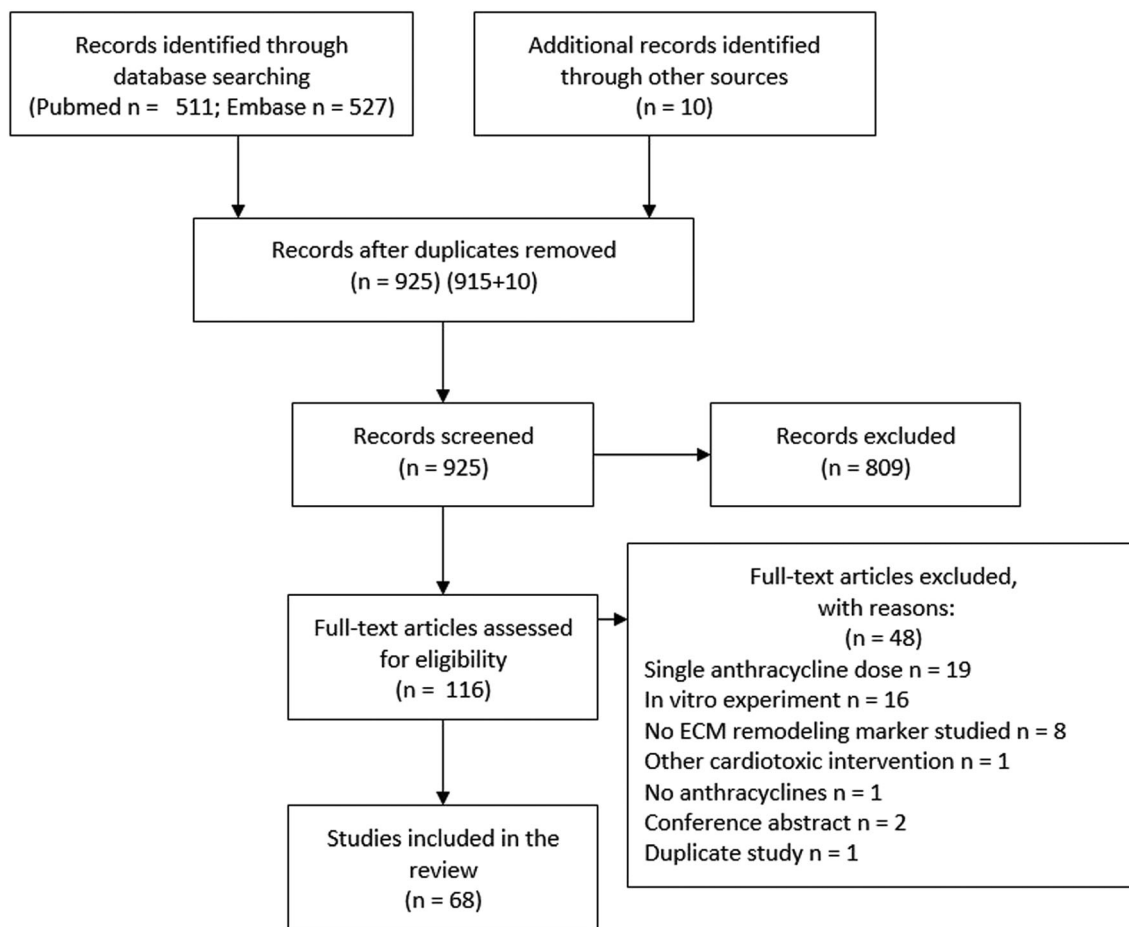 Records identified through
database searching
(Pubmed n = 511; Embase n = 527)
Additional records identified
through other sources
(n = 10)
Records after duplicates removed
(n = 925) (915+10)
Records screened
(n = 925)
Records excluded
(n = 809)
Full-text articles assessed
for eligibility
(n = 116)
Full-text articles excluded,
with reasons:
(n = 48)
Single anthracycline dose n = 19
In vitro experiment n = 16
No ECM remodeling marker studied n = 8
Other cardiotoxic intervention n = 1
No anthracyclines n = 1
Conference abstract n = 2
Duplicate study n = 1
Studies included in the
review
(n = 68)